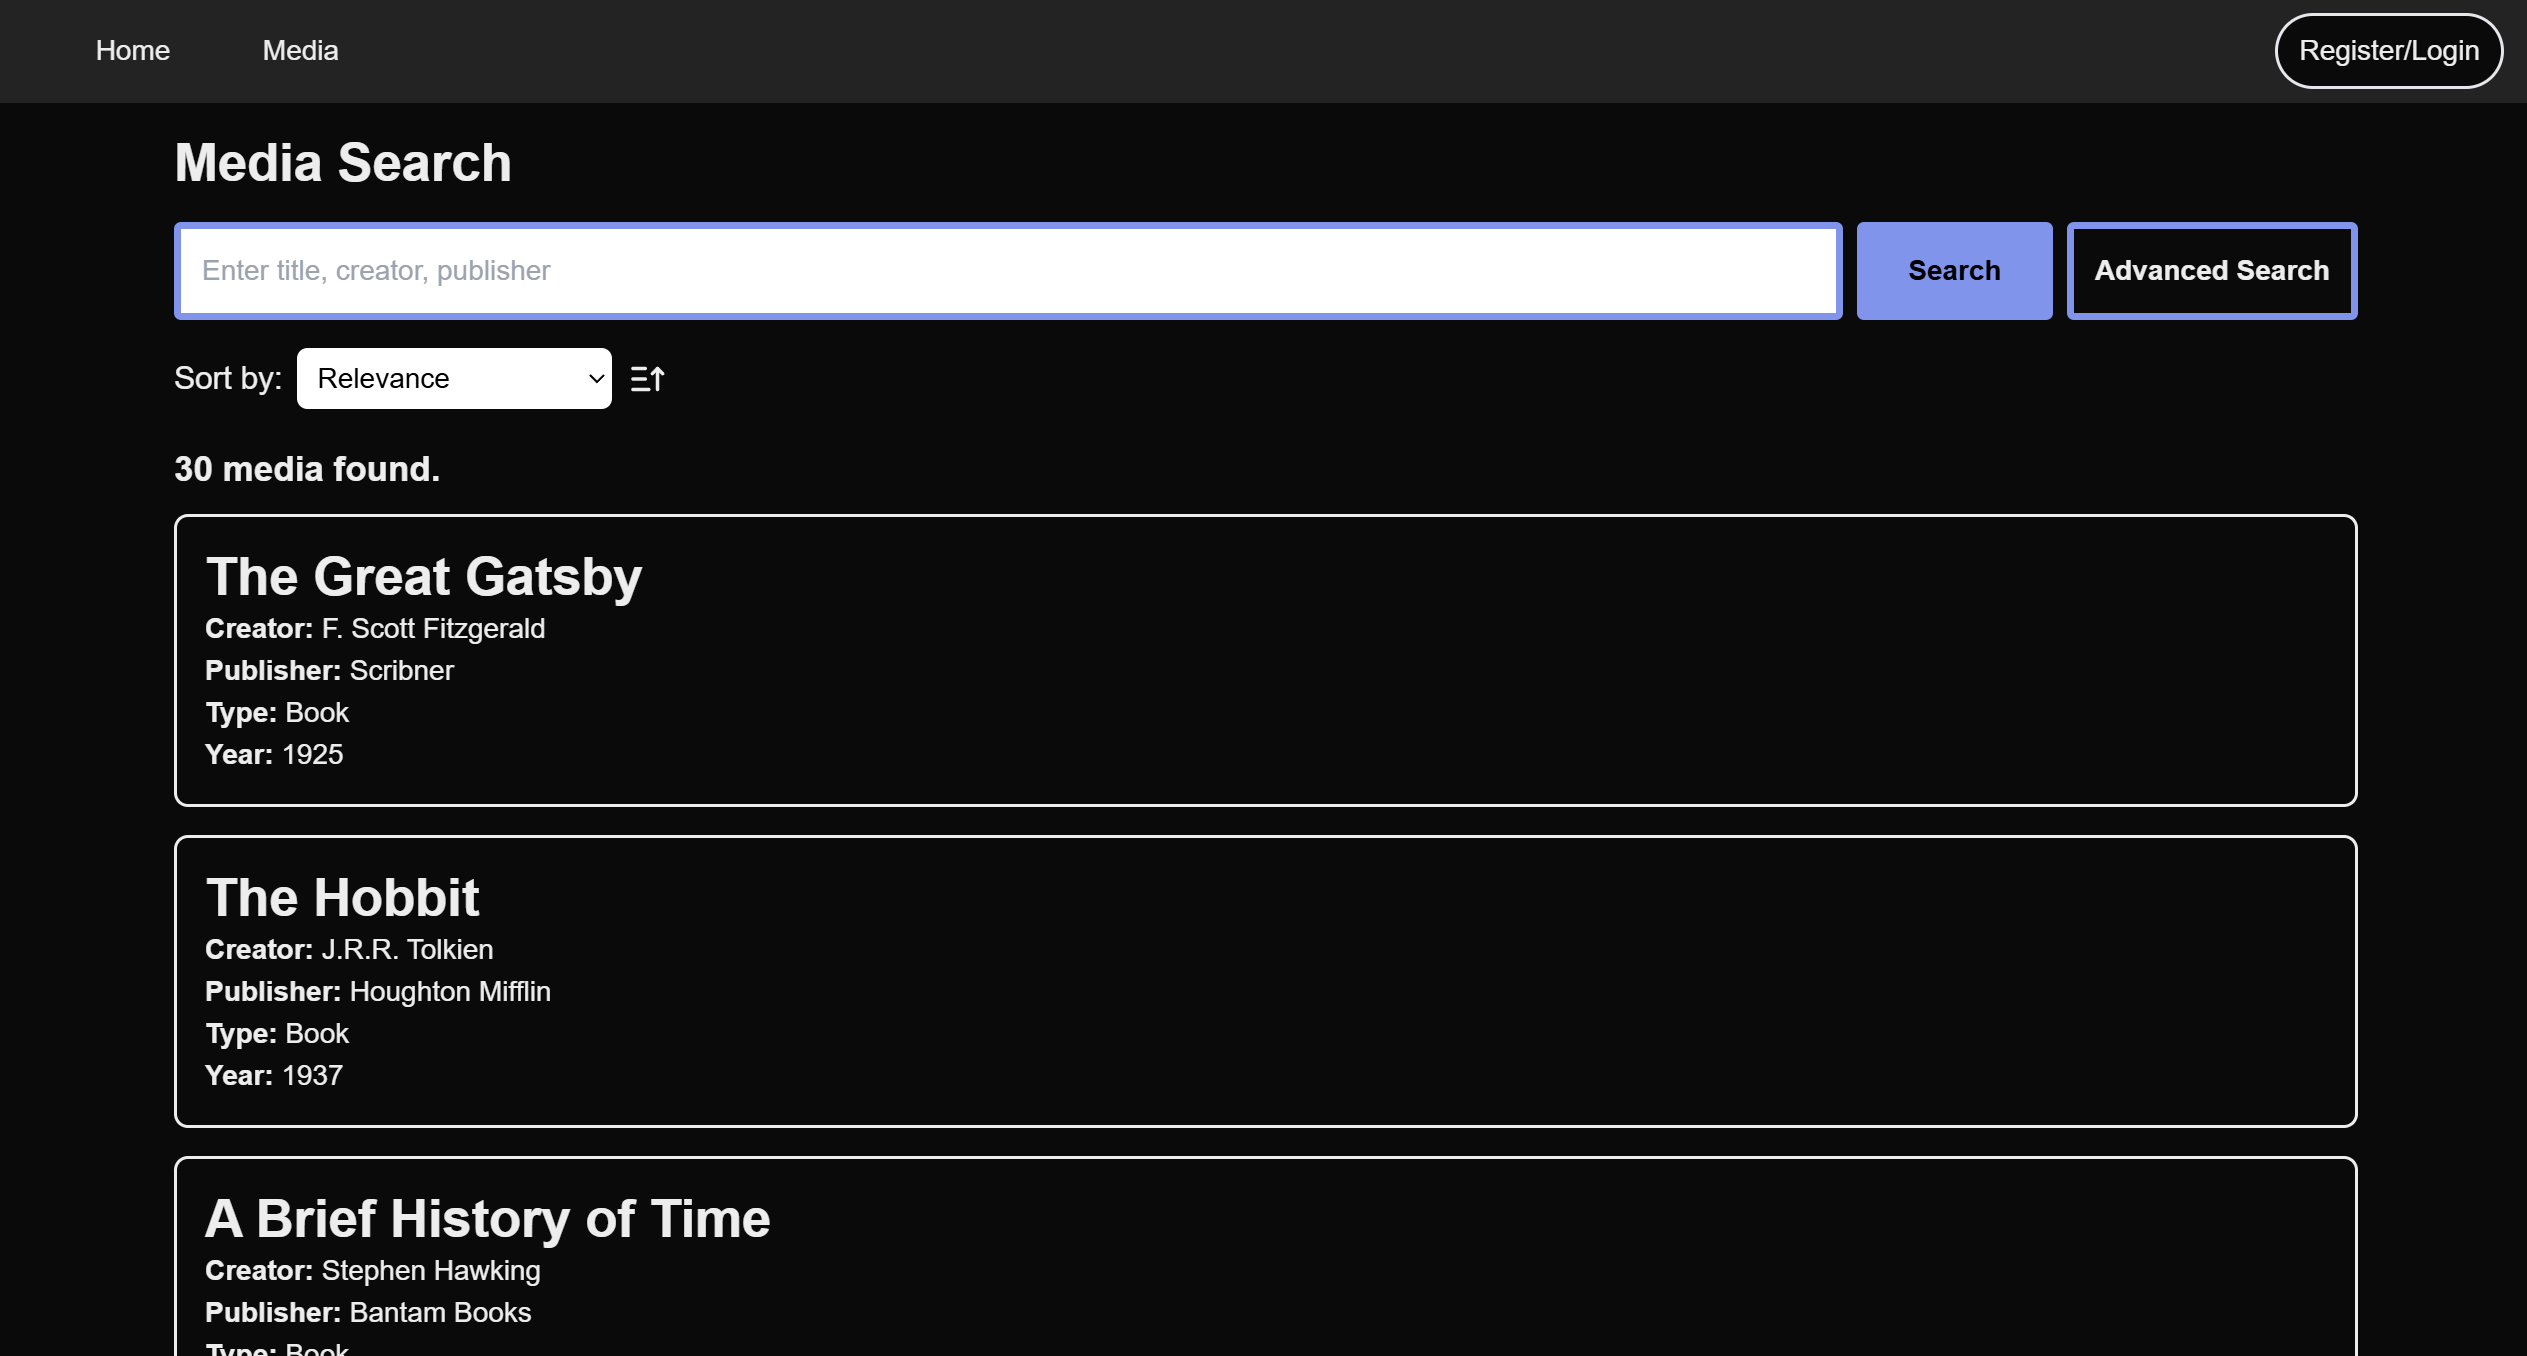 Home Media Register/Login
Media Search
Enter title, creator, publisher Search Advanced Search
Sort by: Relevance
30 media found.
The Great Gatsby
Creator: F. Scott Fitzgerald
Publisher: Scribner
Type: Book
Year: 1925
The Hobbit
Creator: J.R.R. Tolkien
Publisher: Houghton Mifflin
Type: Book
Year: 1937
A Brief History of Time
Creator: Stephen Hawking
Publisher: Bantam Books
Type: Book